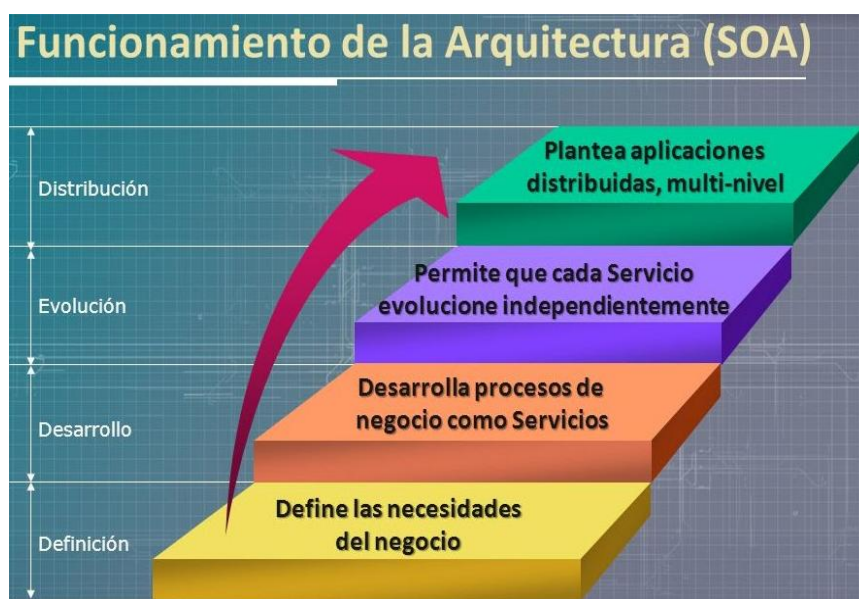 Funcionamiento de la Arquitectura (SOA)
Distribución
Plantea aplicaciones
distribuidas, multi-nivel
Evolución
Permite que cada Servicio
evolucione independientemente
Desarrollo
Desarrolla procesos de
negocio como Servicios
Definición
Define las necesidades
del negocio